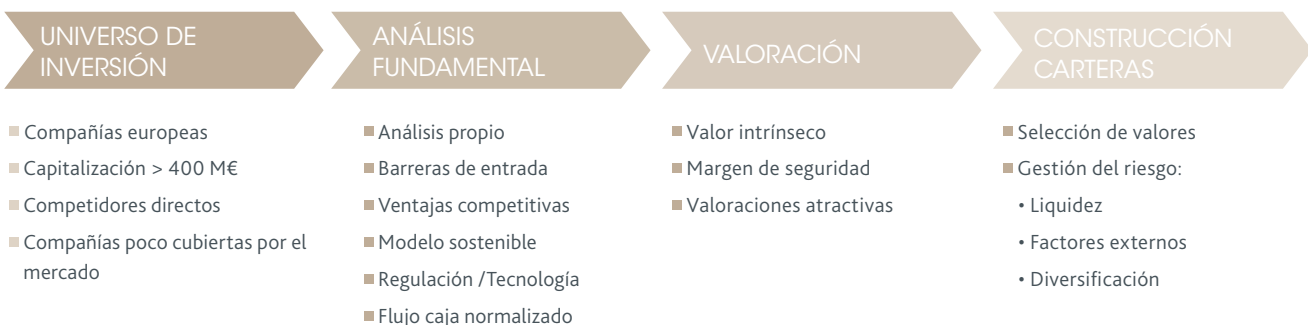 UNIVERSO DE
INVERSIÓN
Compañías europeas
Capitalización > 400 M€
Competidores directos
Compañías poco cubiertas por el
mercado
ANÁLISIS
FUNDAMENTAL
Análisis propio
Barreras de entrada
Ventajas competitivas
Modelo sostenible
Regulación /Tecnología
Flujo caja normalizado
VALORACIÓN
Valor intrínseco
Margen de seguridad
Valoraciones atractivas
CONSTRUCCIÓN
CARTERAS
Selección de valores
Gestión del riesgo:
• Liquidez
• Factores externos
• Diversificación